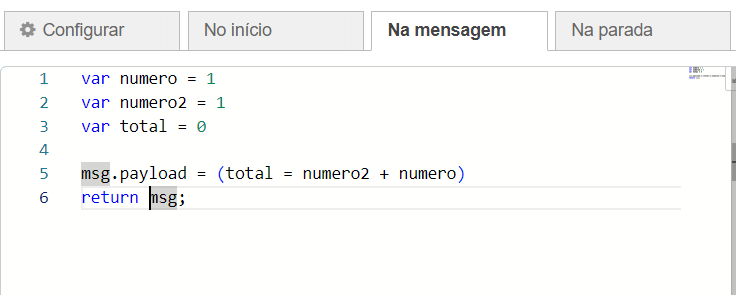 Configurar No início Na mensagem Na parada
1 var numero = 1
2 var numero2 = 1
3 var total = 0
4
5 msg.payload = (total = numero2 + numero)
6 return msg;